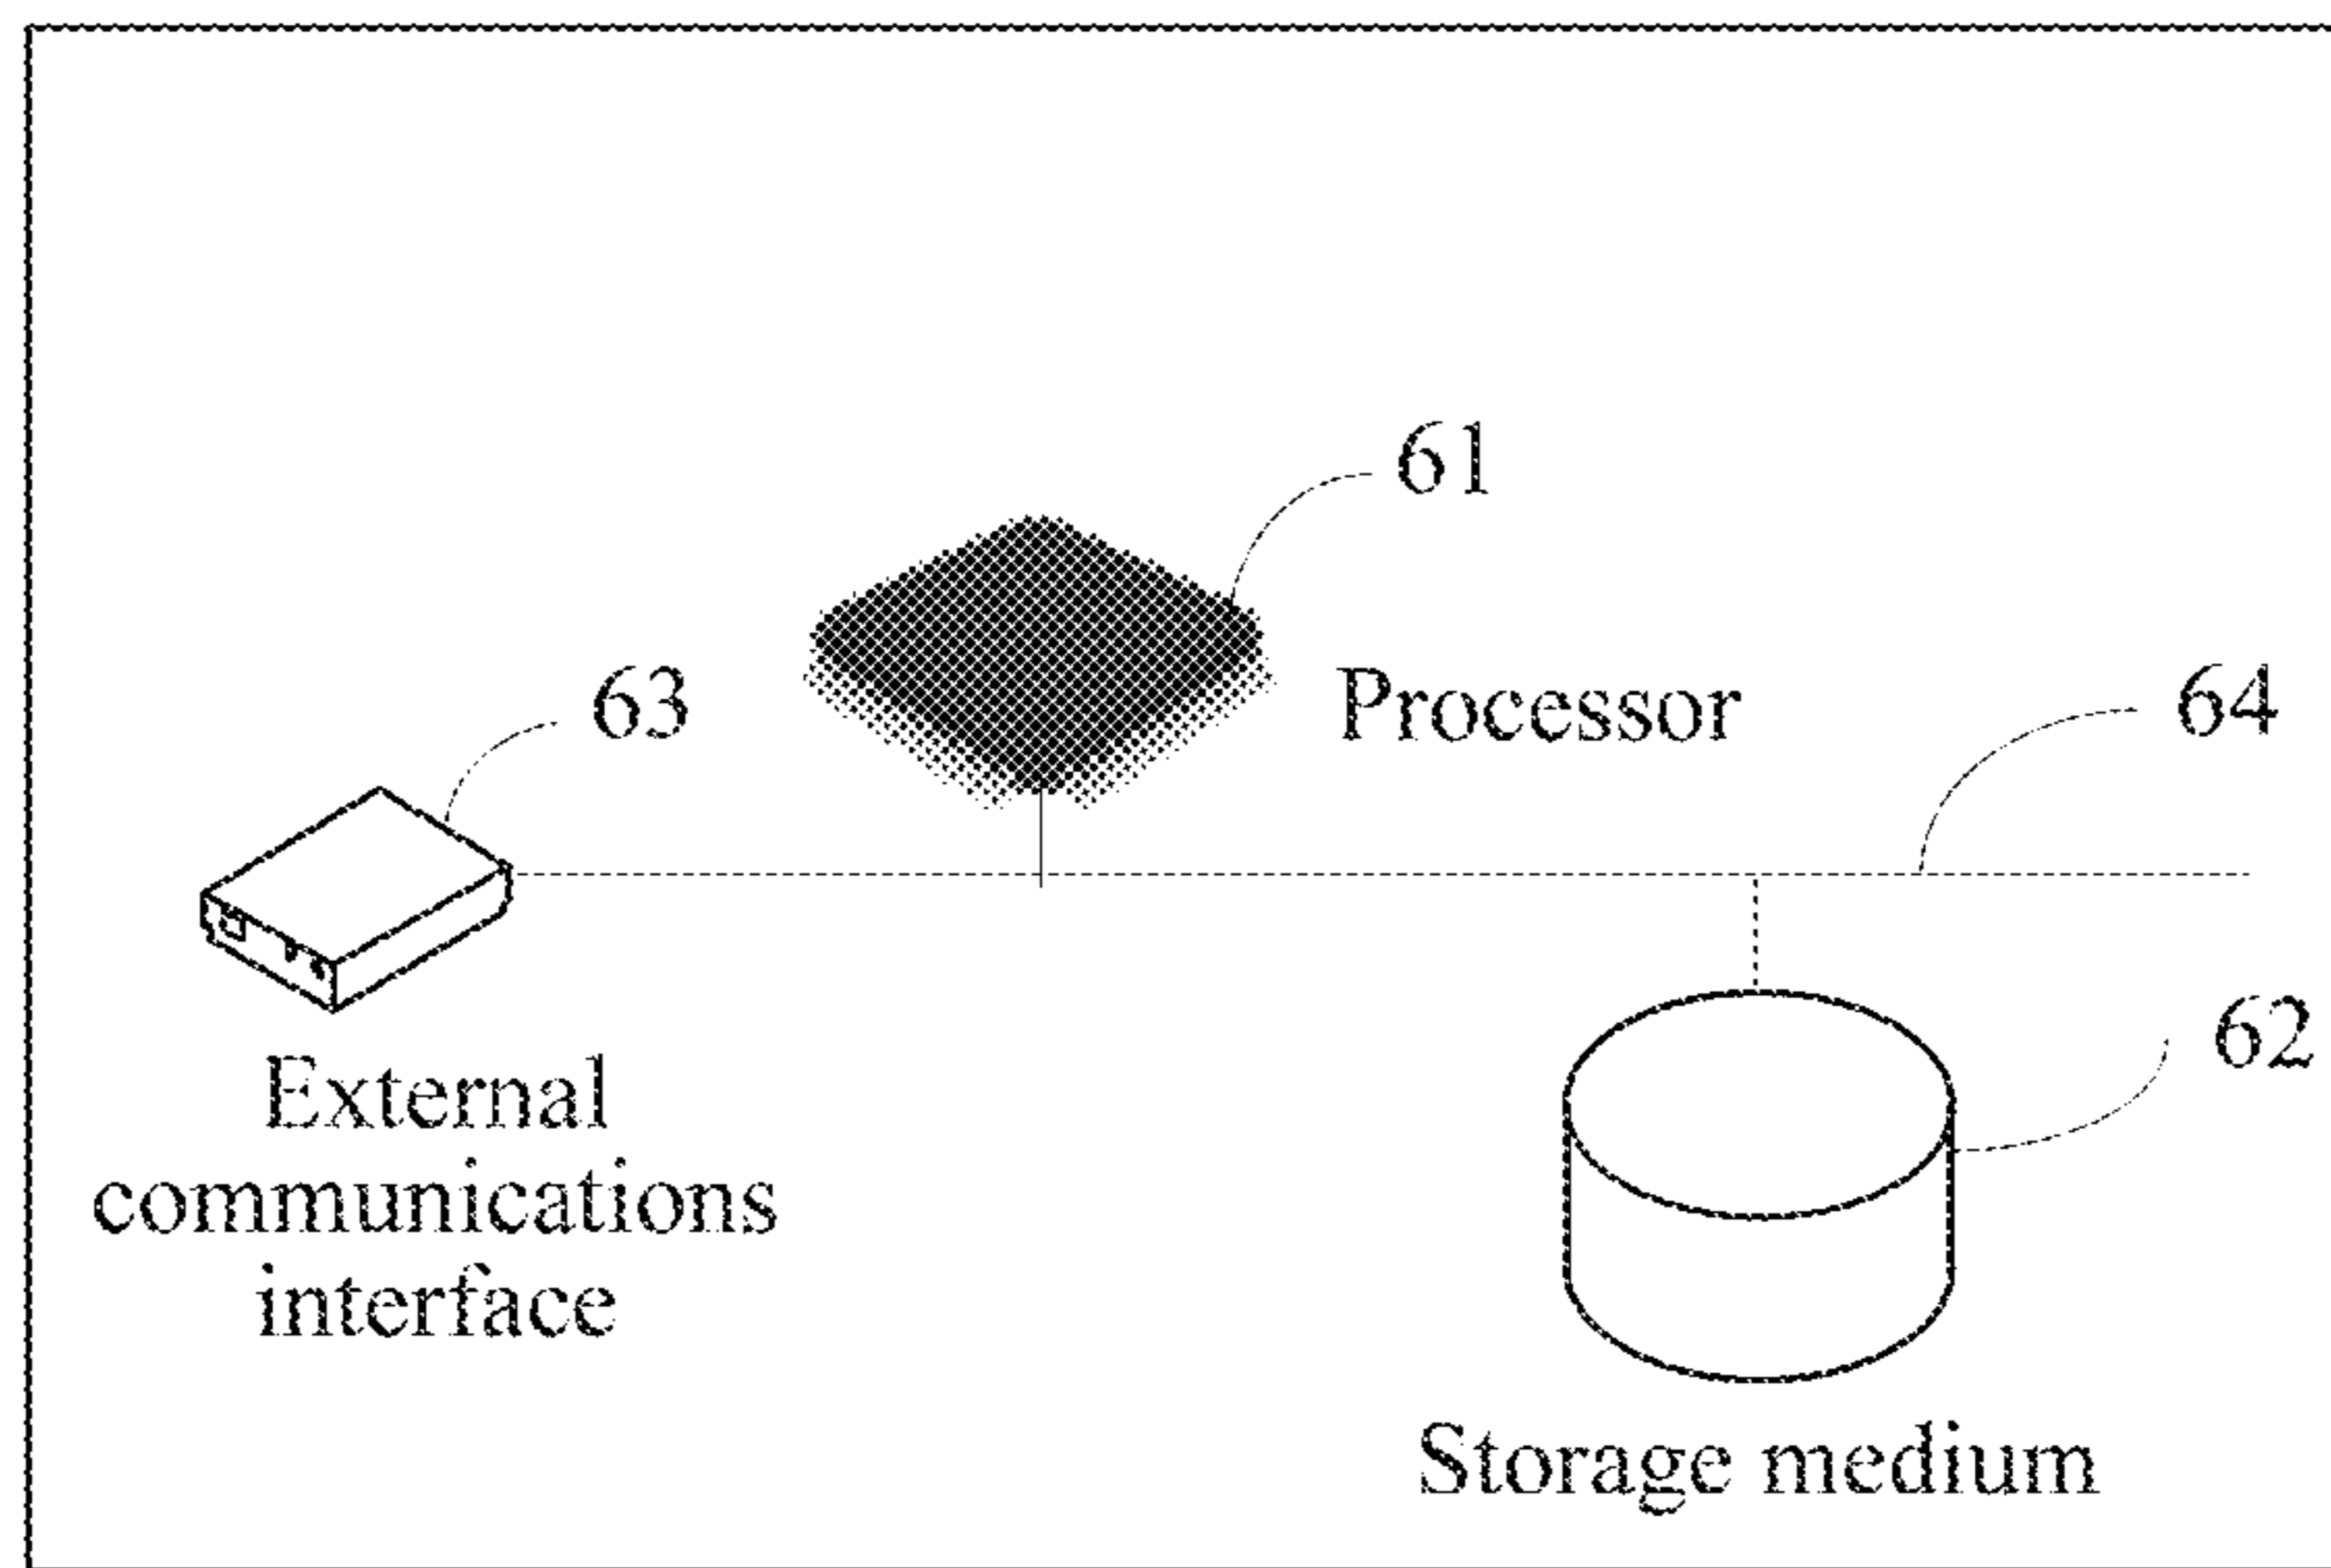 61
63
Processor
64
62
External
communications
interface
Storage medium